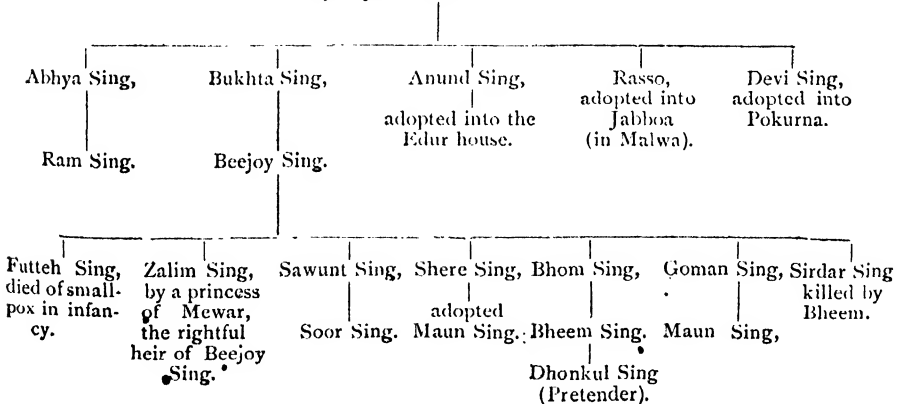 Abhya Sing, Bukhta Sing, Anund Sing, Rasso, Devi Sing,
adopted into the Edur house.
adopted into Jabboa (in Malwa).
adopted into Pokurna.
Ram Sing. Beejoy Sing.
Futteh Sing, died of small-
pox in infan-
cy.
Zalim Sing,
by a princess
of Mewar,
the rightful
heir of Beejoy
Sing.
Sawunt Sing,
Soor Sing.
Shere Sing,
adopted
Maun Sing.
Bhom Sing,
Bheem Sing.
Dhonkul Sing
(Pretender).
Goman Sing,
Maun Sing,
Sirdar Sing
killed by
Bheem.